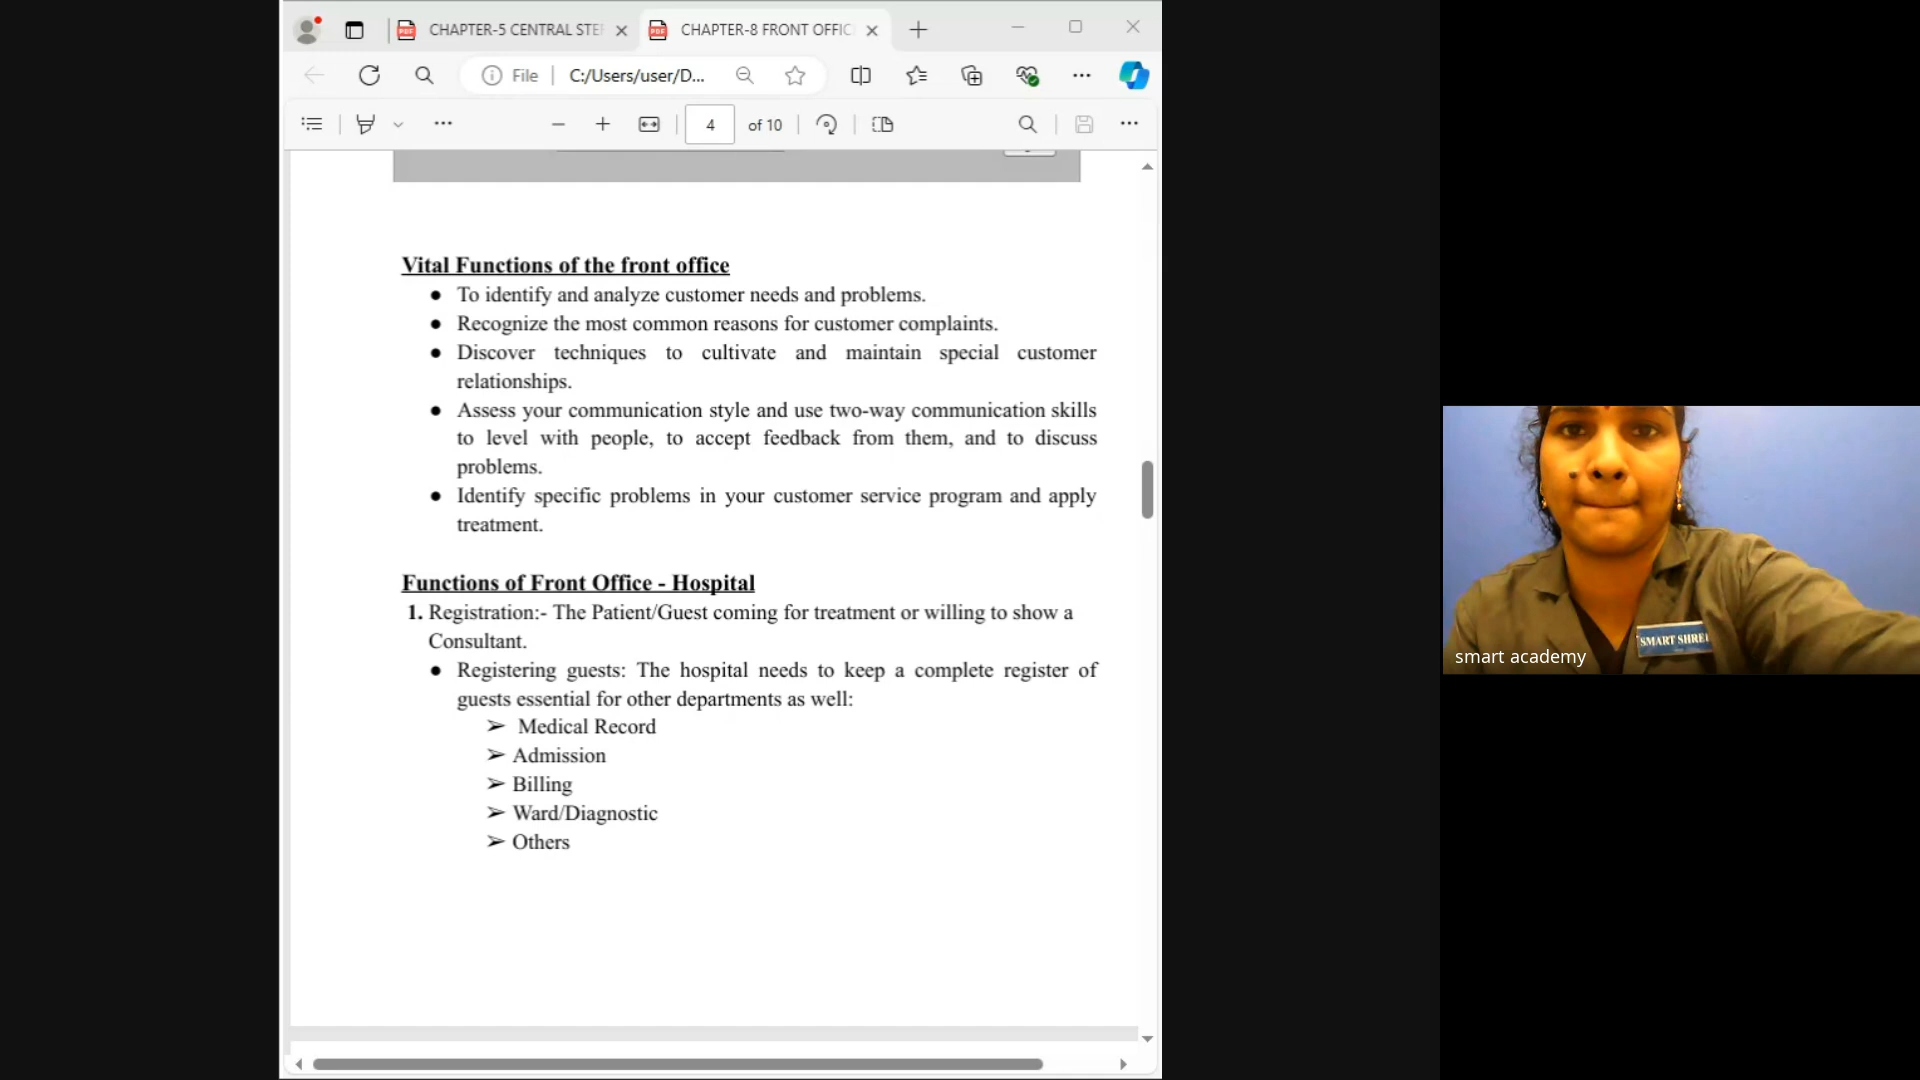 CHAPTER-5 CENTRAL STE
CHAPTER-8 FRONT OFFIC
File
C:/Users/user/D...
4
of 10
Vital Functions of the front office
● To identify and analyze customer needs and problems.
● Recognize the most common reasons for customer complaints.
● Discover techniques to cultivate and maintain special customer
relationships.
● Assess your communication style and use two-way communication skills
to level with people, to accept feedback from them, and to discuss
problems.
● Identify specific problems in your customer service program and apply
treatment.
Functions of Front Office - Hospital
1. Registration:- The Patient/Guest coming for treatment or willing to show a
Consultant.
● Registering guests: The hospital needs to keep a complete register of
guests essential for other departments as well:
➢ Medical Record
➢ Admission
➢ Billing
➢ Ward/Diagnostic
➢ Others
SMART SHRE
smart academy